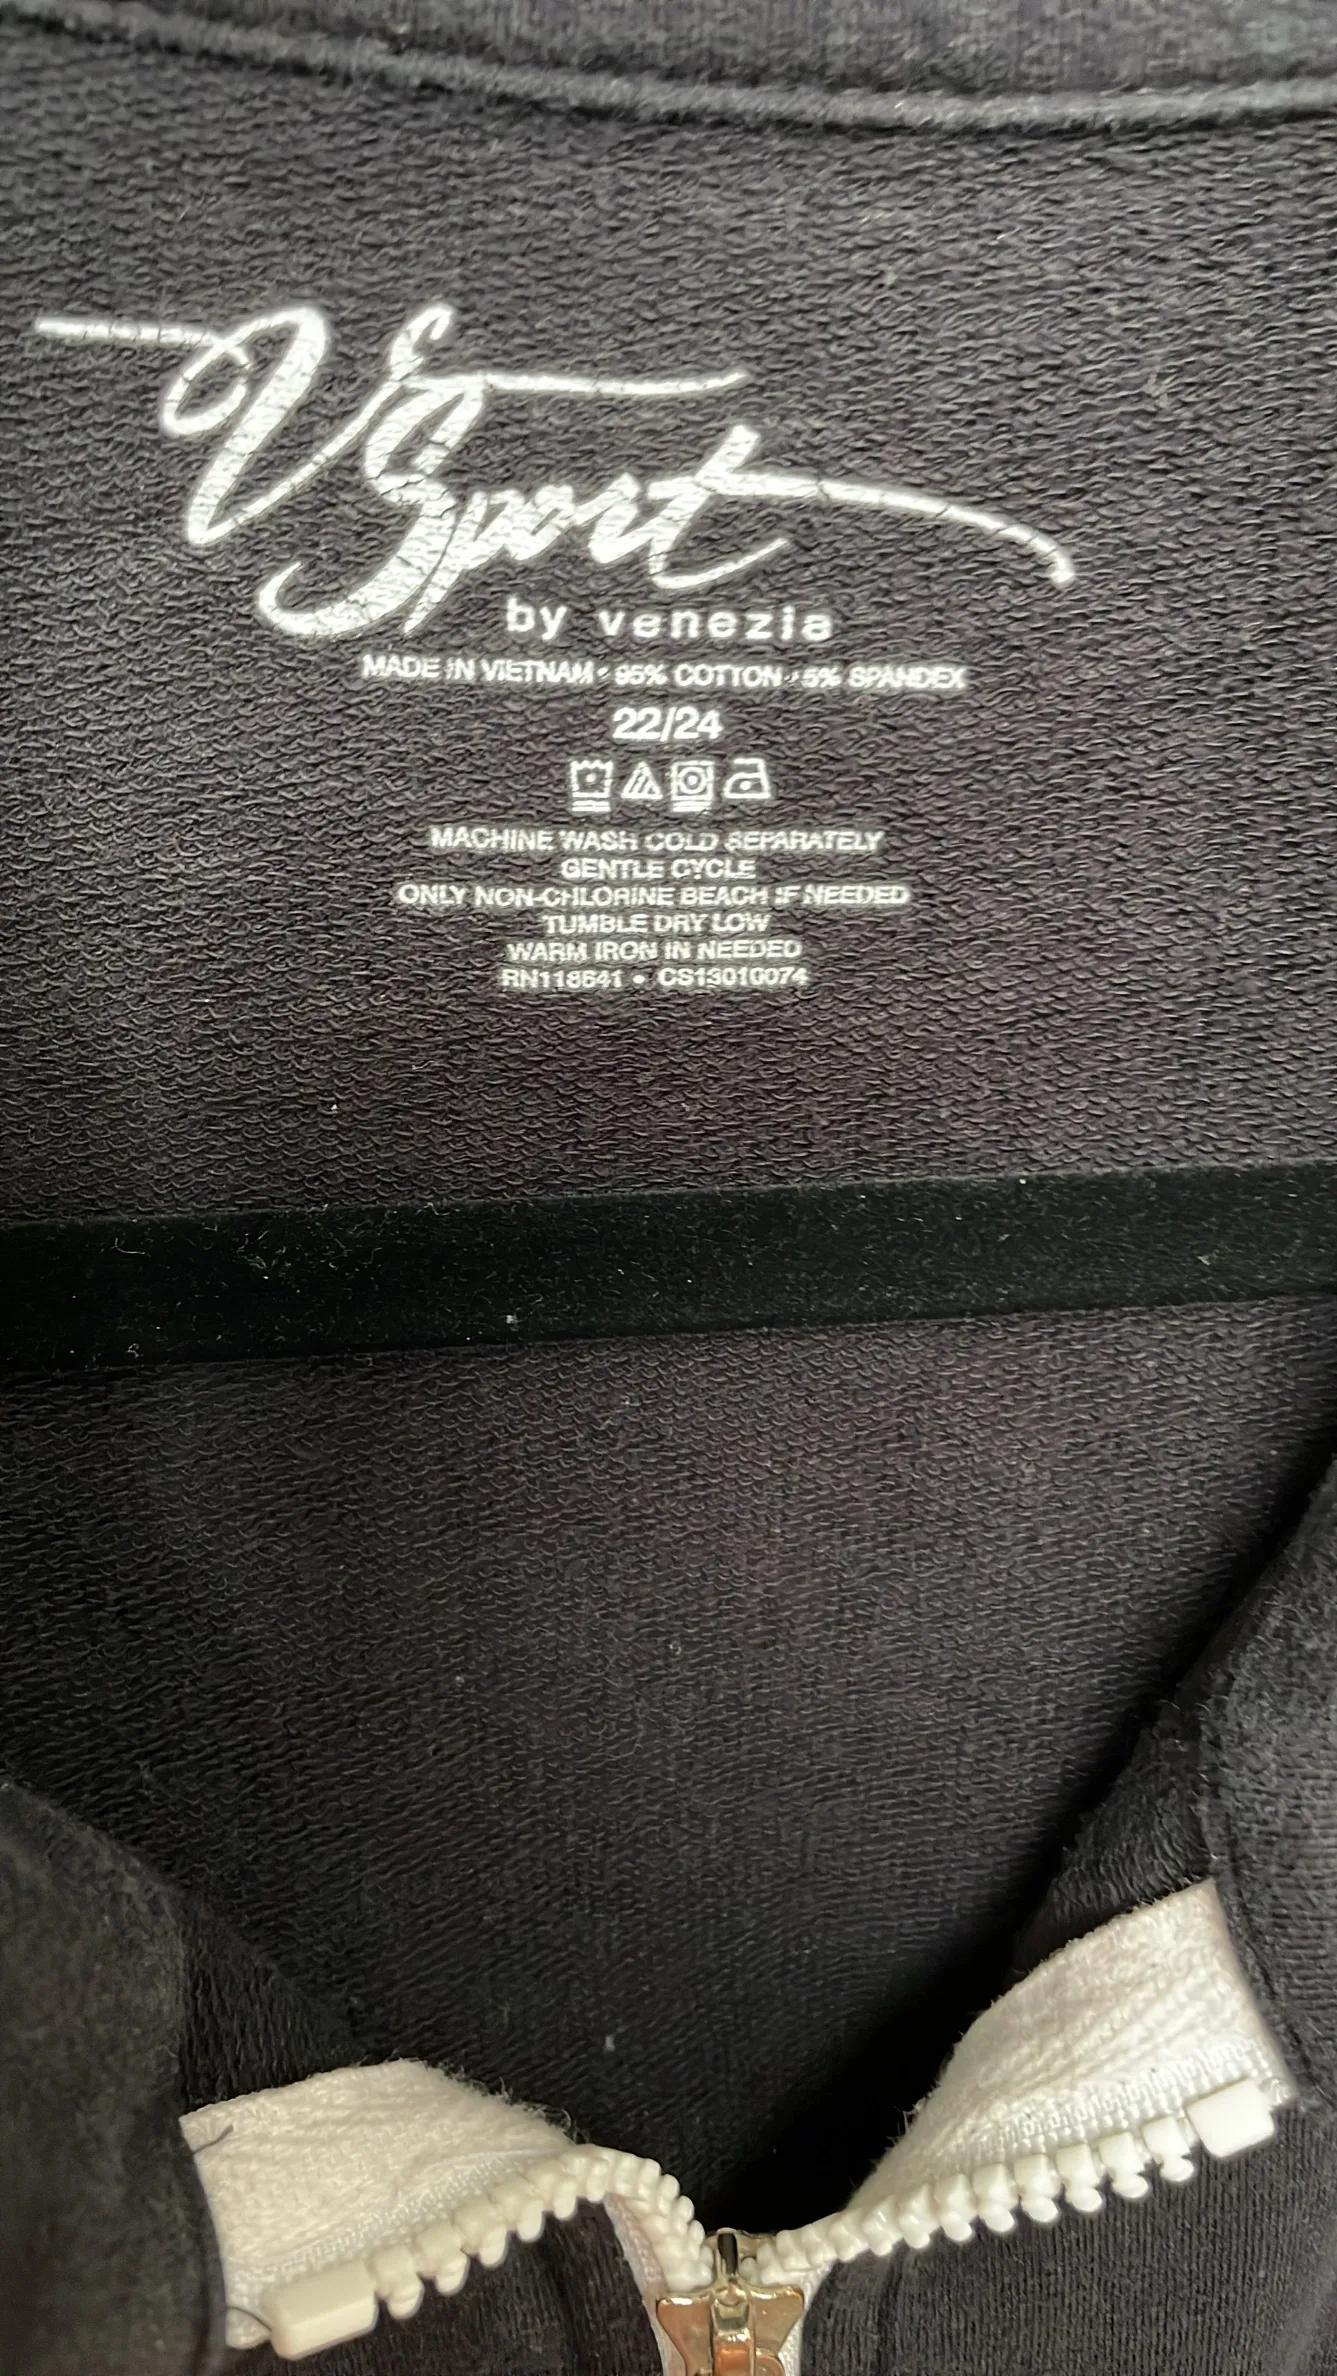 V
Sport
by venezia
MADE IN VIETNAM • 95% COTTON • 5% SPANDEX
22/24
MACHINE WASH COLD SEPARATELY
GENTLE CYCLE
ONLY NON-CHLORINE BEACH IF NEEDED
TUMBLE DRY LOW
WARM IRON IN NEEDED
RN118641 • CS13010074